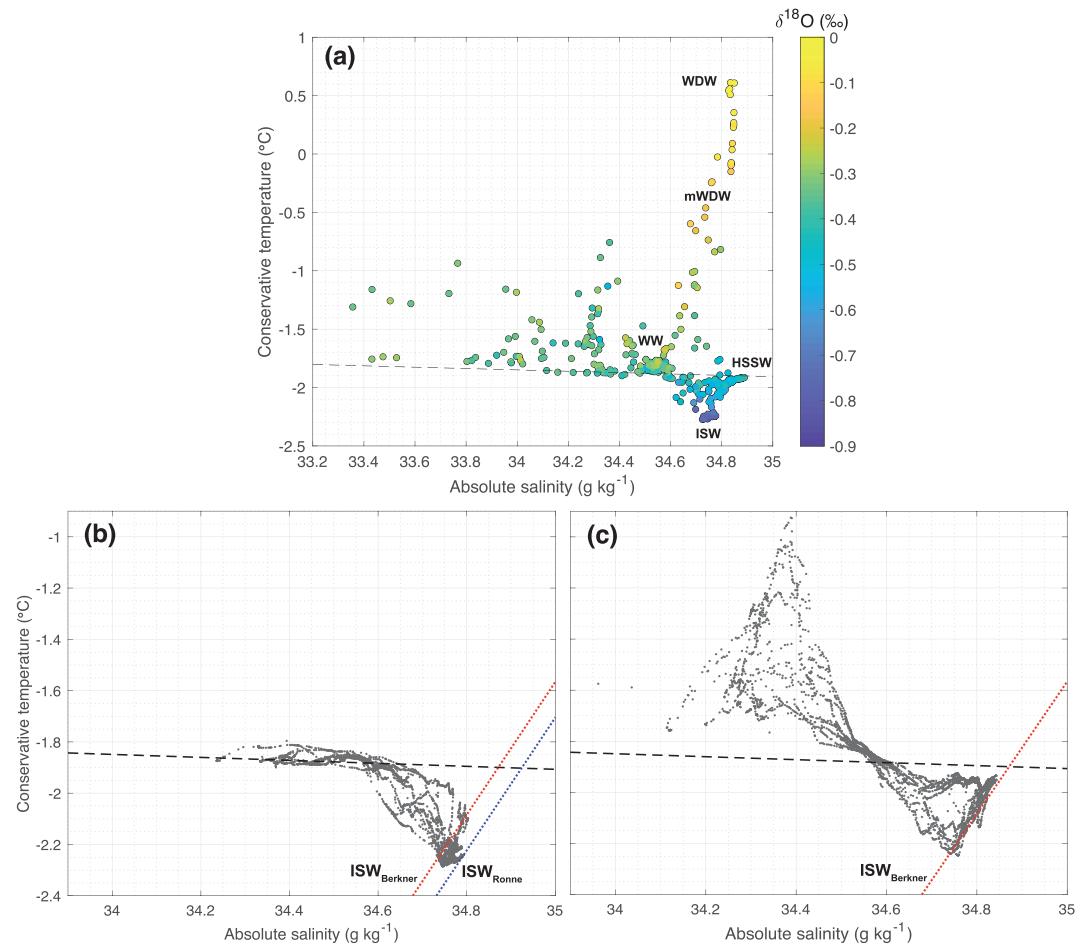 δ18O (‰)
(a)
1
0.5
0
-0.5
-1
-1.5
-2
-2.5
Conservative temperature (°C)
WDW
mWDW
WW
HSSW
ISW
33.2 33.4 33.6 33.8 34 34.2 34.4 34.6 34.8 35
Absolute salinity (g kg-1)
0
-0.1
-0.2
-0.3
-0.4
-0.5
-0.6
-0.7
-0.8
-0.9
(b)
-1
-1.2
-1.4
-1.6
-1.8
-2
-2.2
-2.4
Conservative temperature (°C)
ISWBerkner ISWRonne
34 34.2 34.4 34.6 34.8 35
Absolute salinity (g kg-1)
(c)
ISWBerkner
34 34.2 34.4 34.6 34.8 35
Absolute salinity (g kg-1)